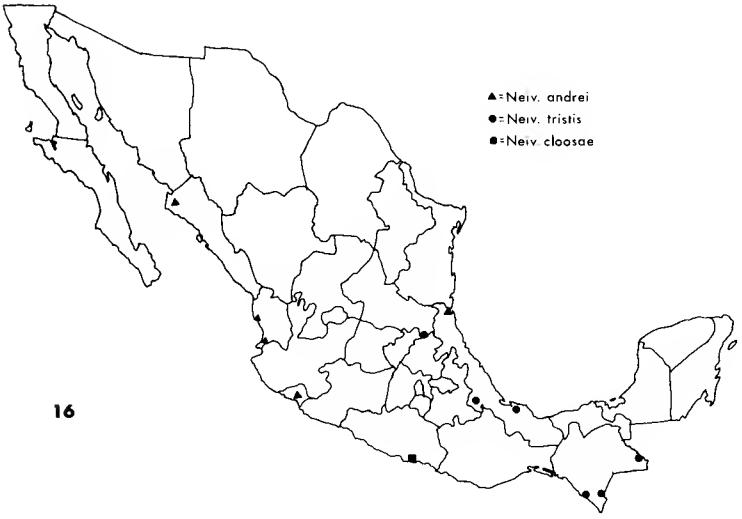 ▲=Neiv. andrei
●=Neiv. tristis
■=Neiv. cloosae
16